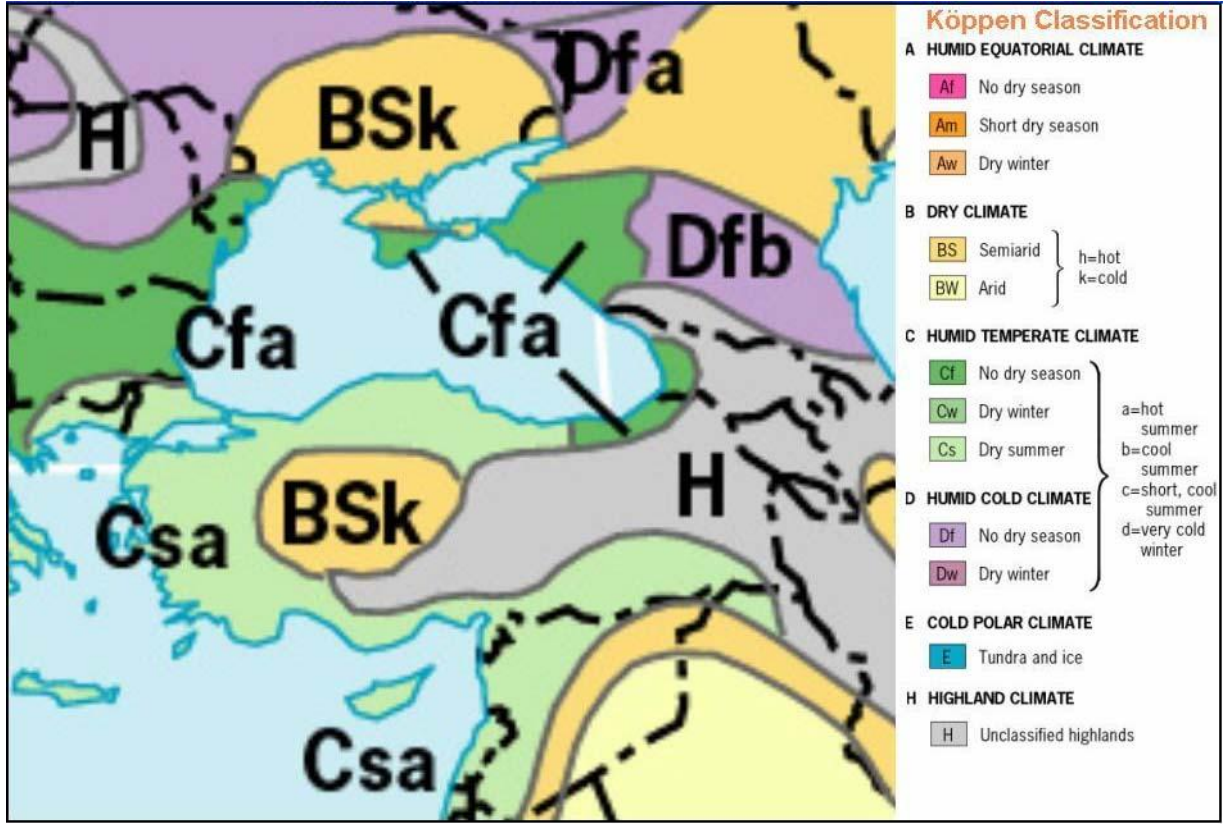 Köppen Classification
A HUMID EQUATORIAL CLIMATE
Af No dry season
Am Short dry season
Aw Dry winter
B DRY CLIMATE
BS Semiarid
BW Arid
h=hot
k=cold
C HUMID TEMPERATE CLIMATE
Cf No dry season
Cw Dry winter
Cs Dry summer
a=hot
summer
b=cool
summer
c=short, cool
summer
d=very cold
winter
D HUMID COLD CLIMATE
Df No dry season
Dw Dry winter
E COLD POLAR CLIMATE
E Tundra and ice
H HIGHLAND CLIMATE
H Unclassified highlands
Dfa
BSk
H
Dfb
Cfa
Cfa
H
BSk
Csa
Csa